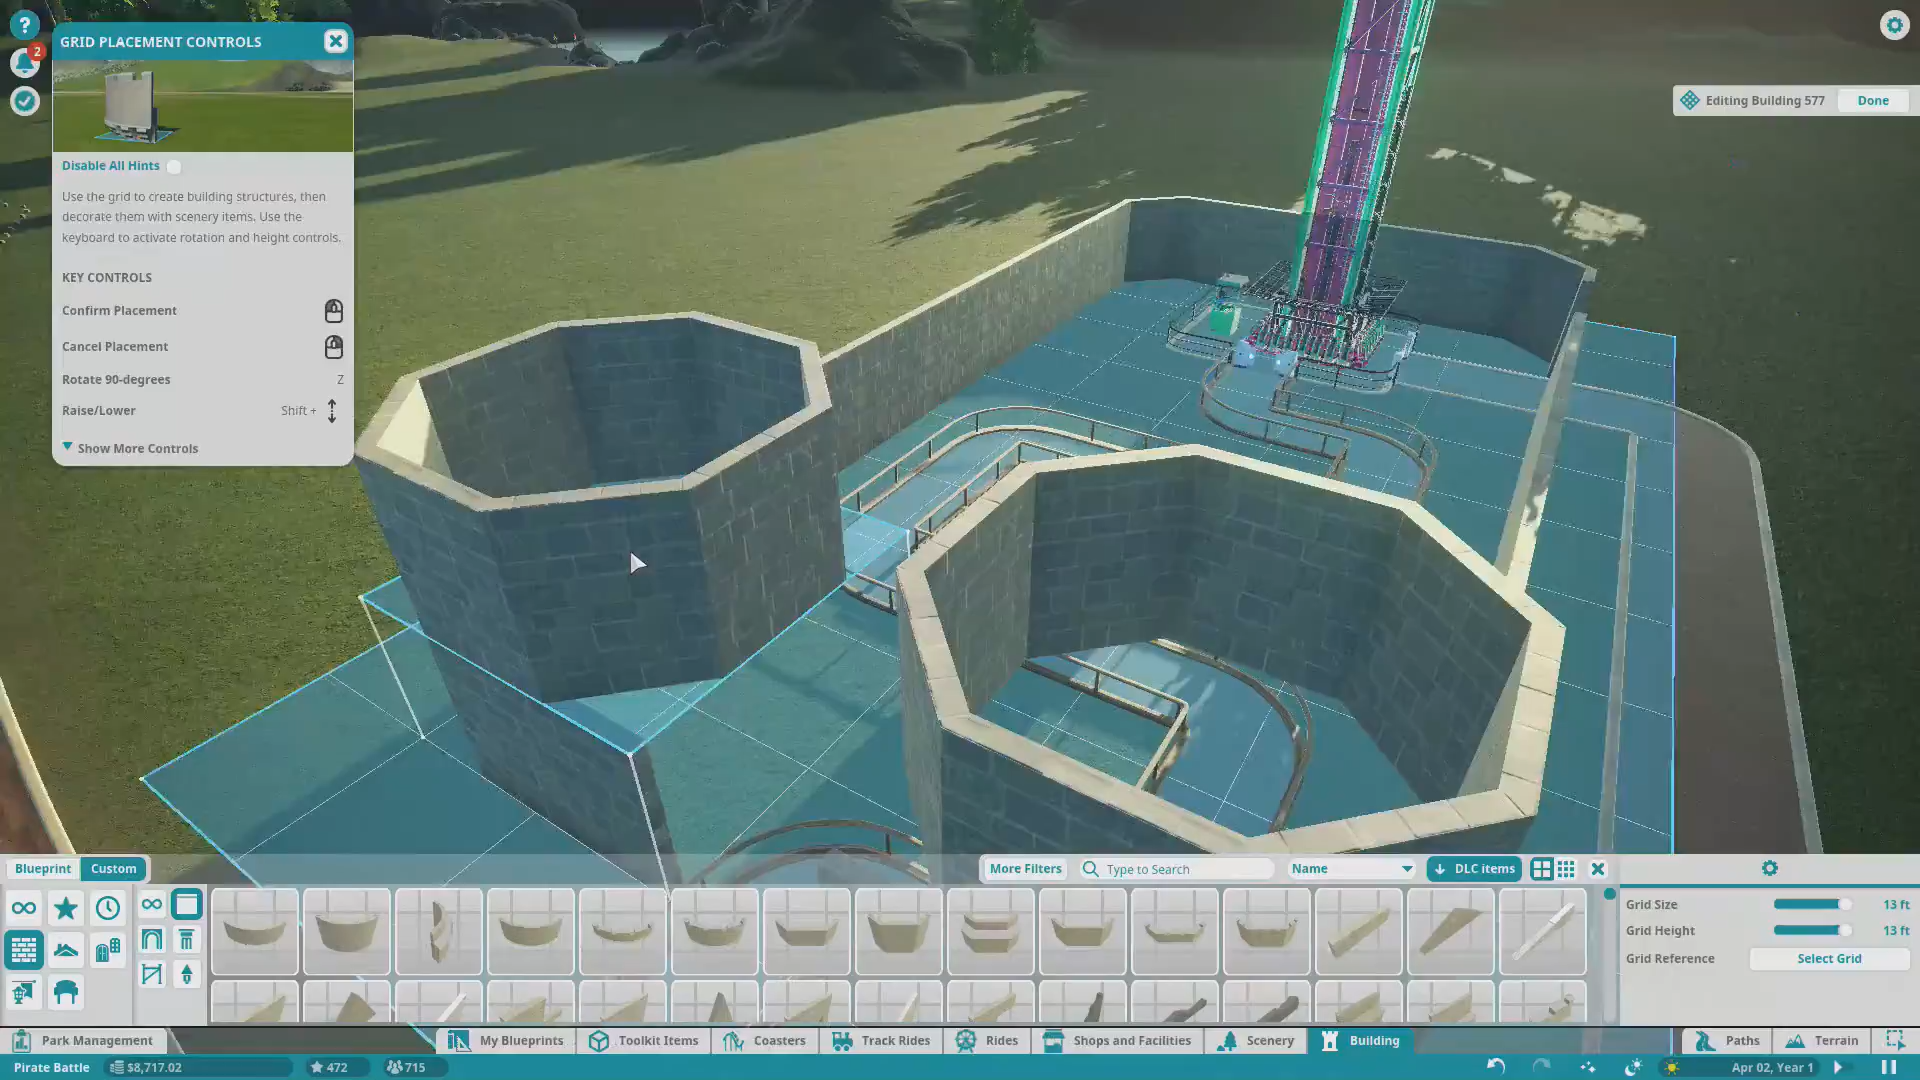 ?
2
GRID PLACEMENT CONTROLS
Disable All Hints
Use the grid to create building structures, then
decorate them with scenery items. Use the
keyboard to activate rotation and height controls.
KEY CONTROLS
Confirm Placement
Cancel Placement
Rotate 90-degrees Z
Raise/Lower Shift +
Show More Controls
Editing Building 577 Done
Blueprint Custom
More Filters Type to Search Name DLC items
Grid Size 13 ft
Grid Height 13 ft
Grid Reference Select Grid
Park Management My Blueprints Toolkit Items Coasters Track Rides Rides Shops and Facilities Scenery Building Paths Terrain
Pirate Battle $8,717.02 472 715 Apr 02, Year 1